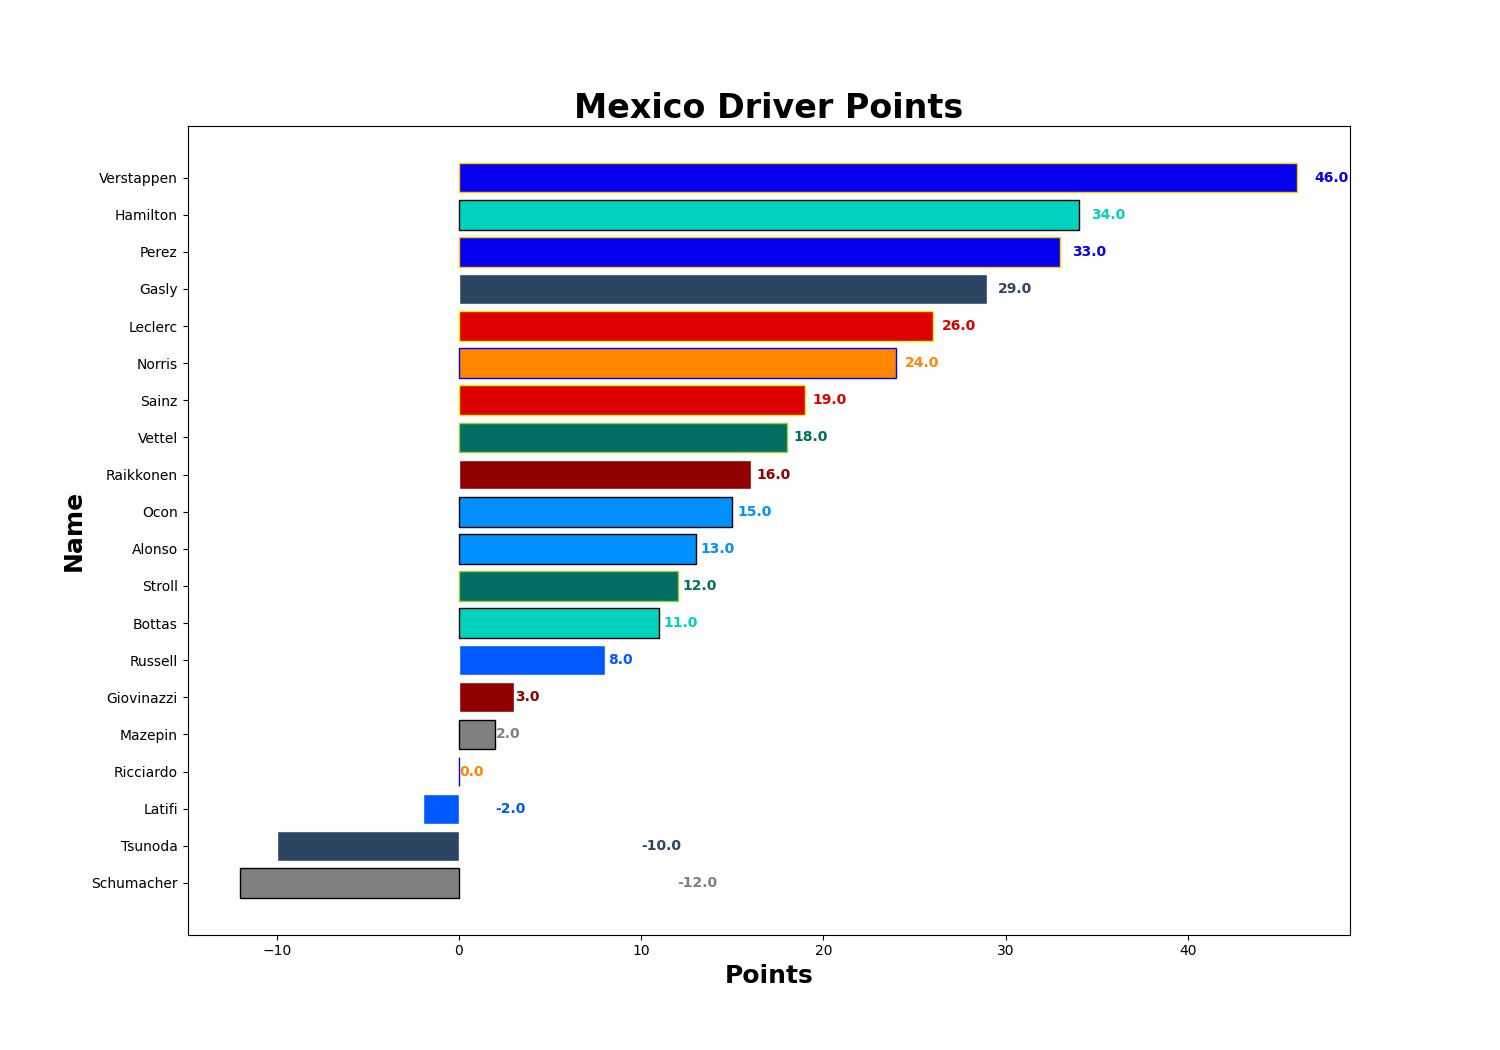 Mexico Driver Points
Verstappen 46.0
Hamilton 34.0
Perez 33.0
Gasly 29.0
Leclerc 26.0
Norris 24.0
Sainz 19.0
Vettel 18.0
Raikkonen 16.0
Ocon 15.0
Alonso 13.0
Stroll 12.0
Bottas 11.0
Russell 8.0
Giovinazzi 3.0
Mazepin 2.0
Ricciardo 0.0
Latifi -2.0
Tsunoda -10.0
Schumacher -12.0
Name
−10 0 10 20 30 40
Points